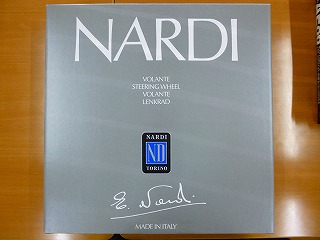 NARDI
VOLANTE
STEERING WHEEL
VOLANTE
LENKRAD
NARDI
ND
TORINO
E. Nardi.
MADE IN ITALY